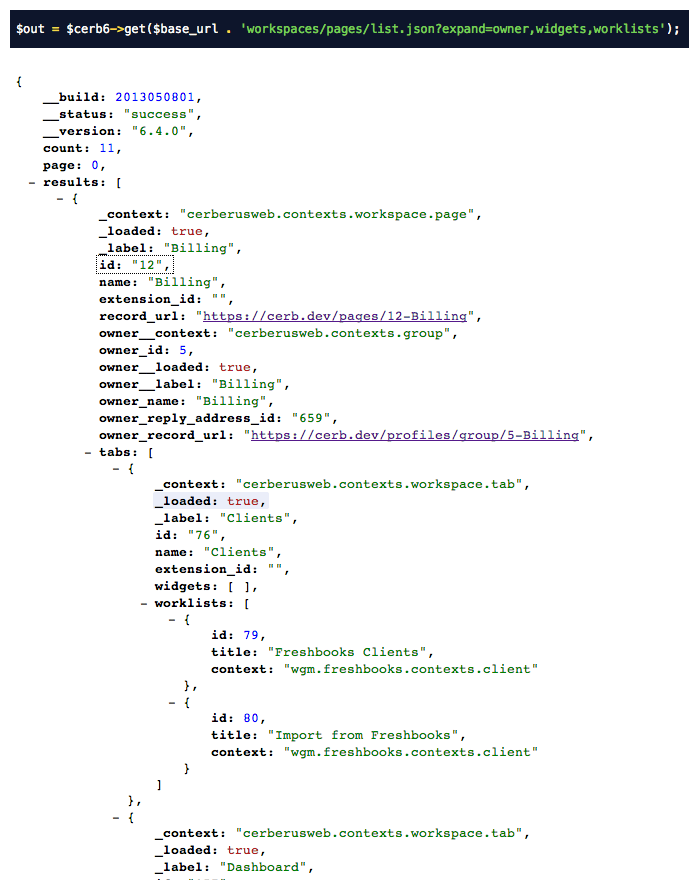 $out = $cerb6->get($base_url . 'workspaces/pages/list.json?expand=owner,widgets,worklists');
{
__build: 2013050801,
__status: "success",
__version: "6.4.0",
count: 11,
page: 0,
- results: [
- {
_context: "cerberusweb.contexts.workspace.page",
_loaded: true,
_label: "Billing",
id: "12",
name: "Billing",
extension_id: "",
record_url: "https://cerb.dev/pages/12-Billing",
owner__context: "cerberusweb.contexts.group",
owner_id: 5,
owner__loaded: true,
owner__label: "Billing",
owner_name: "Billing",
owner_reply_address_id: "659",
owner_record_url: "https://cerb.dev/profiles/group/5-Billing",
- tabs: [
- {
_context: "cerberusweb.contexts.workspace.tab",
_loaded: true,
_label: "Clients",
id: "76",
name: "Clients",
extension_id: "",
widgets: [ ],
- worklists: [
- {
id: 79,
title: "Freshbooks Clients",
context: "wgm.freshbooks.contexts.client"
},
- {
id: 80,
title: "Import from Freshbooks",
context: "wgm.freshbooks.contexts.client"
}
]
},
- {
_context: "cerberusweb.contexts.workspace.tab",
_loaded: true,
_label: "Dashboard",